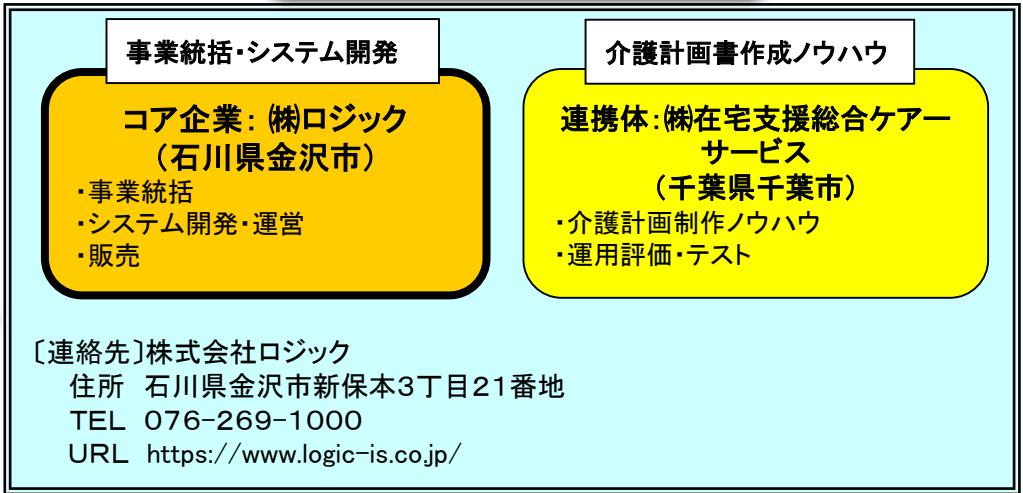 事業統括・システム開発
コア企業：㈱ロジック
（石川県金沢市）
・事業統括
・システム開発・運営
・販売
介護計画書作成ノウハウ
連携体：㈱在宅支援総合ケアー
サービス
（千葉県千葉市）
・介護計画制作ノウハウ
・運用評価・テスト
〔連絡先〕株式会社ロジック
住所　石川県金沢市新保本３丁目２１番地
ＴＥＬ　０７６－２６９－１０００
ＵＲＬ　https://www.logic-is.co.jp/